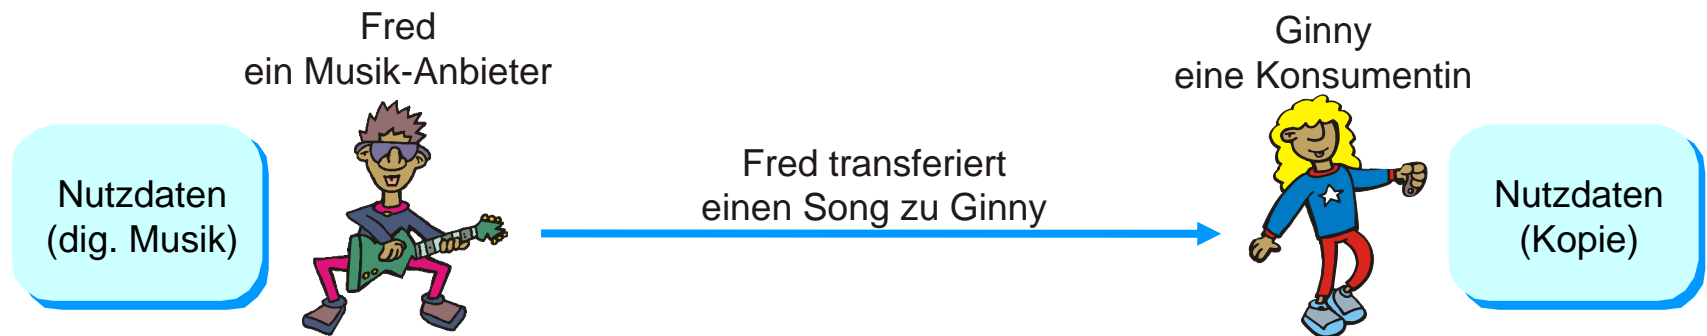 Fred
ein Musik-Anbieter
Ginny
eine Konsumentin
Nutzdaten
(dig. Musik)
Fred transferiert
einen Song zu Ginny
Nutzdaten
(Kopie)